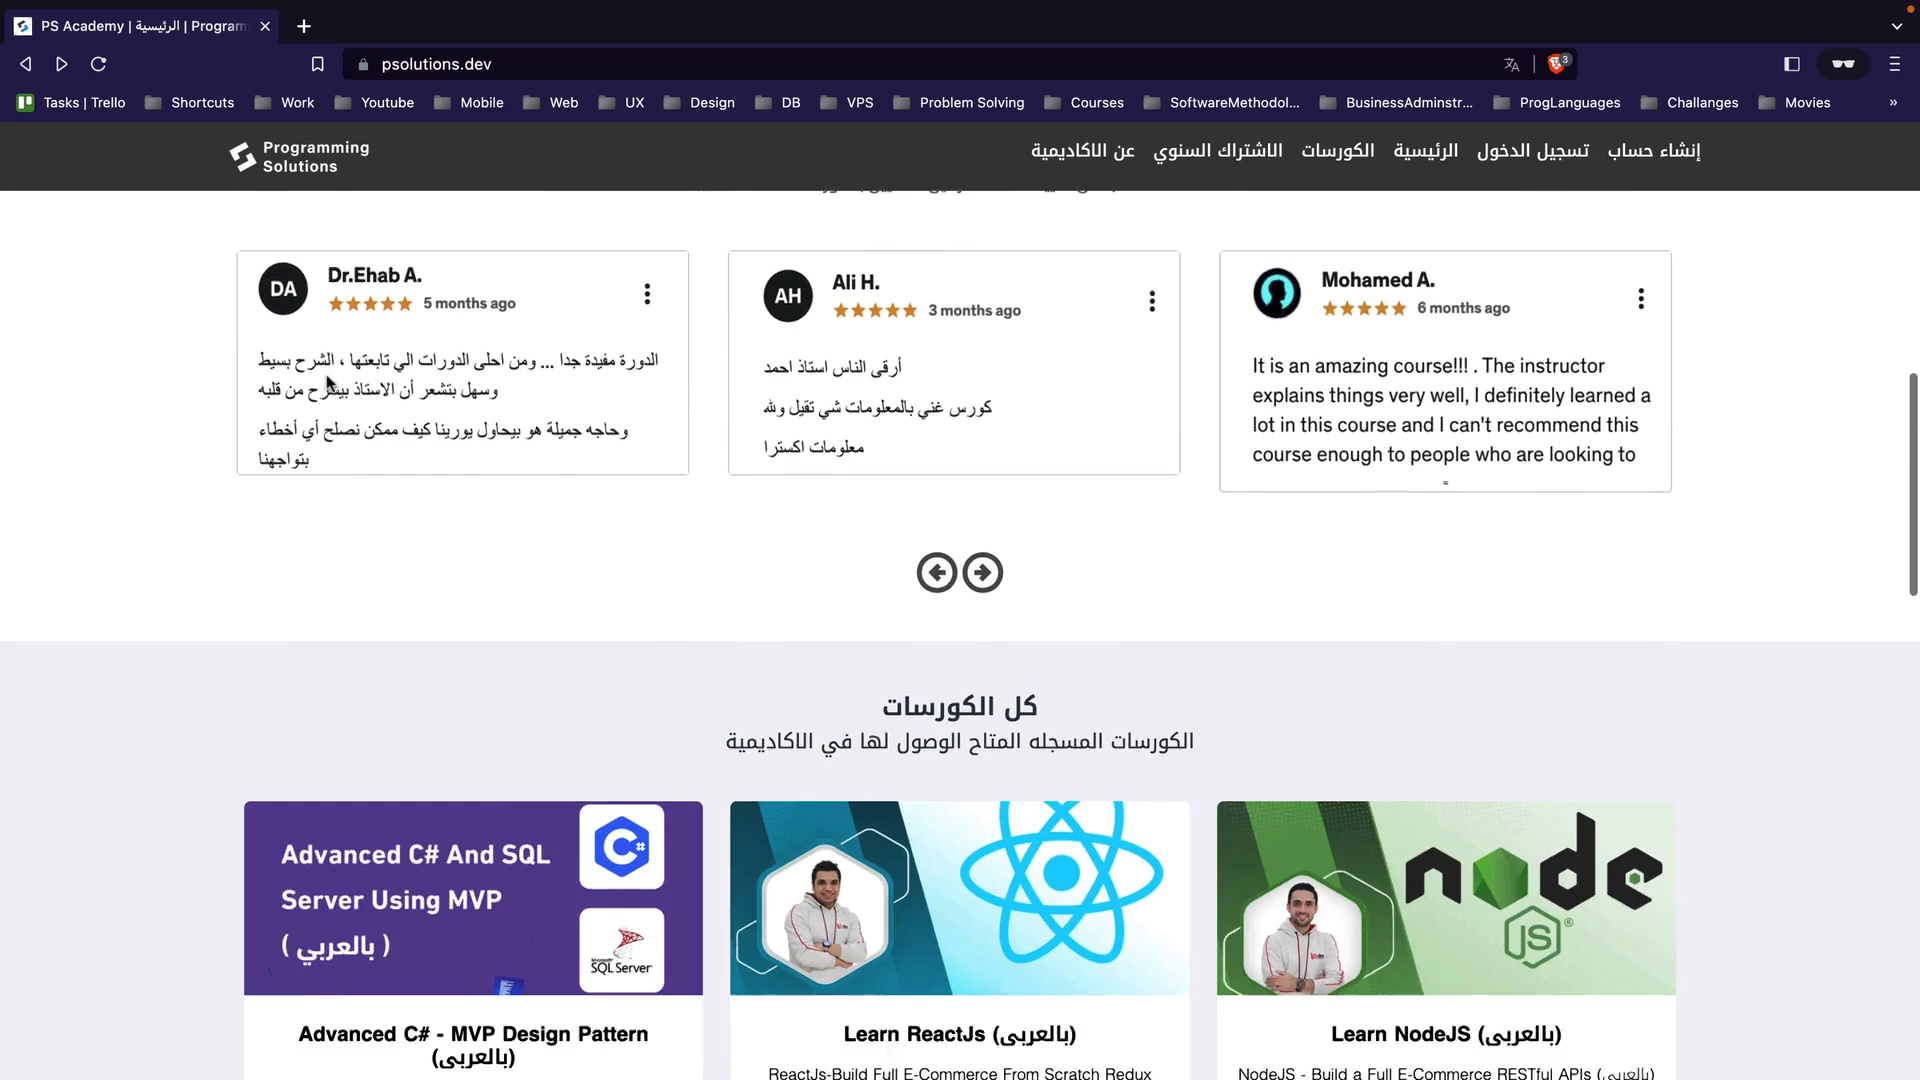 PS Academy | الرئيسية | Program
psolutions.dev
3
Tasks | Trello
Shortcuts
Work
Youtube
Mobile
Web
UX
Design
DB
VPS
Problem Solving
Courses
SoftwareMethodol...
BusinessAdminstr...
ProgLanguages
Challanges
Movies
»
Programming
Solutions
إنشاء حساب
تسجيل الدخول
الرئيسية
الكورسات
الاشتراك السنوي
عن الاكاديمية
DA
Dr.Ehab A.
5 months ago
الدورة مفيدة جدا ... ومن احلى الدورات الي تابعتها ، الشرح بسيط
وسهل بتشعر أن الاستاذ بيشرح من قلبه
وحاجه جميلة هو بيحاول يورينا كيف ممكن نصلح أي أخطاء
بتواجهنا
AH
Ali H.
3 months ago
أرقى الناس استاذ احمد
كورس غني بالمعلومات شي تقيل ولله
معلومات اكسترا
Mohamed A.
6 months ago
It is an amazing course!!! . The instructor
explains things very well, I definitely learned a
lot in this course and I can't recommend this
course enough to people who are looking to
كل الكورسات
الكورسات المسجله المتاح الوصول لها في الاكاديمية
Advanced C# And SQL
Server Using MVP
( بالعربي )
C#
Microsoft
SQL Server
node
JS
®
Advanced C# - MVP Design Pattern
(بالعربى)
Learn ReactJs (بالعربى)
ReactJs-Build Full E-Commerce From Scratch Redux
Learn NodeJS (بالعربى)
NodeJS - Build a Full E-Commerce RESTful APIs (بالعربى)